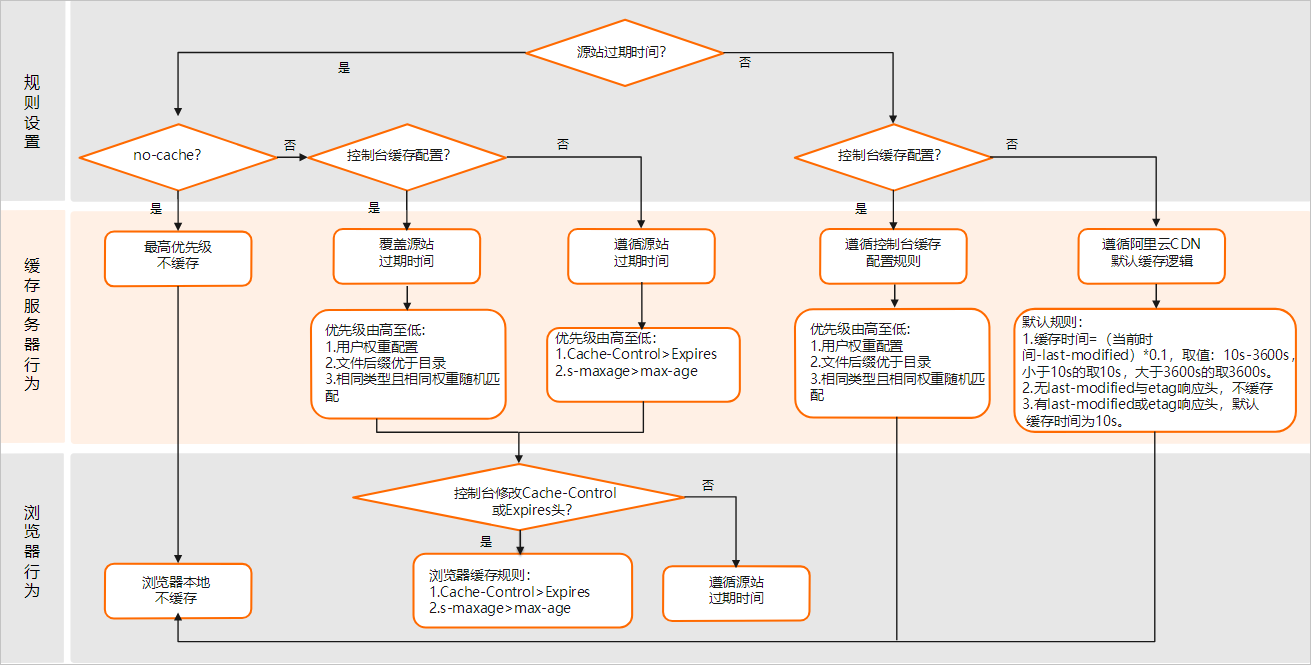 规则设置
源站过期时间？
是
否
no-cache？
否
控制台缓存配置？
否
控制台缓存配置？
否
是
是
是
缓存服务器行为
最高优先级
不缓存
覆盖源站
过期时间
遵循源站
过期时间
遵循控制台缓存
配置规则
遵循阿里云CDN
默认缓存逻辑
优先级由高至低：
1.用户权重配置
2.文件后缀优于目录
3.相同类型且相同权重随机匹
配
优先级由高至低：
1.Cache-Control>Expires
2.s-maxage>max-age
优先级由高至低：
1.用户权重配置
2.文件后缀优于目录
3.相同类型且相同权重随机匹
配
默认规则：
1.缓存时间=（当前时
间-last-modified）*0.1，取值：10s-3600s，
小于10s的取10s，大于3600s的取3600s。
2.无last-modified与etag响应头，不缓存
3.有last-modified或etag响应头，默认
缓存时间为10s。
浏览器行为
控制台修改Cache-Control
或Expires头？
否
是
浏览器本地
不缓存
浏览器缓存规则：
1.Cache-Control>Expires
2.s-maxage>max-age
遵循源站
过期时间